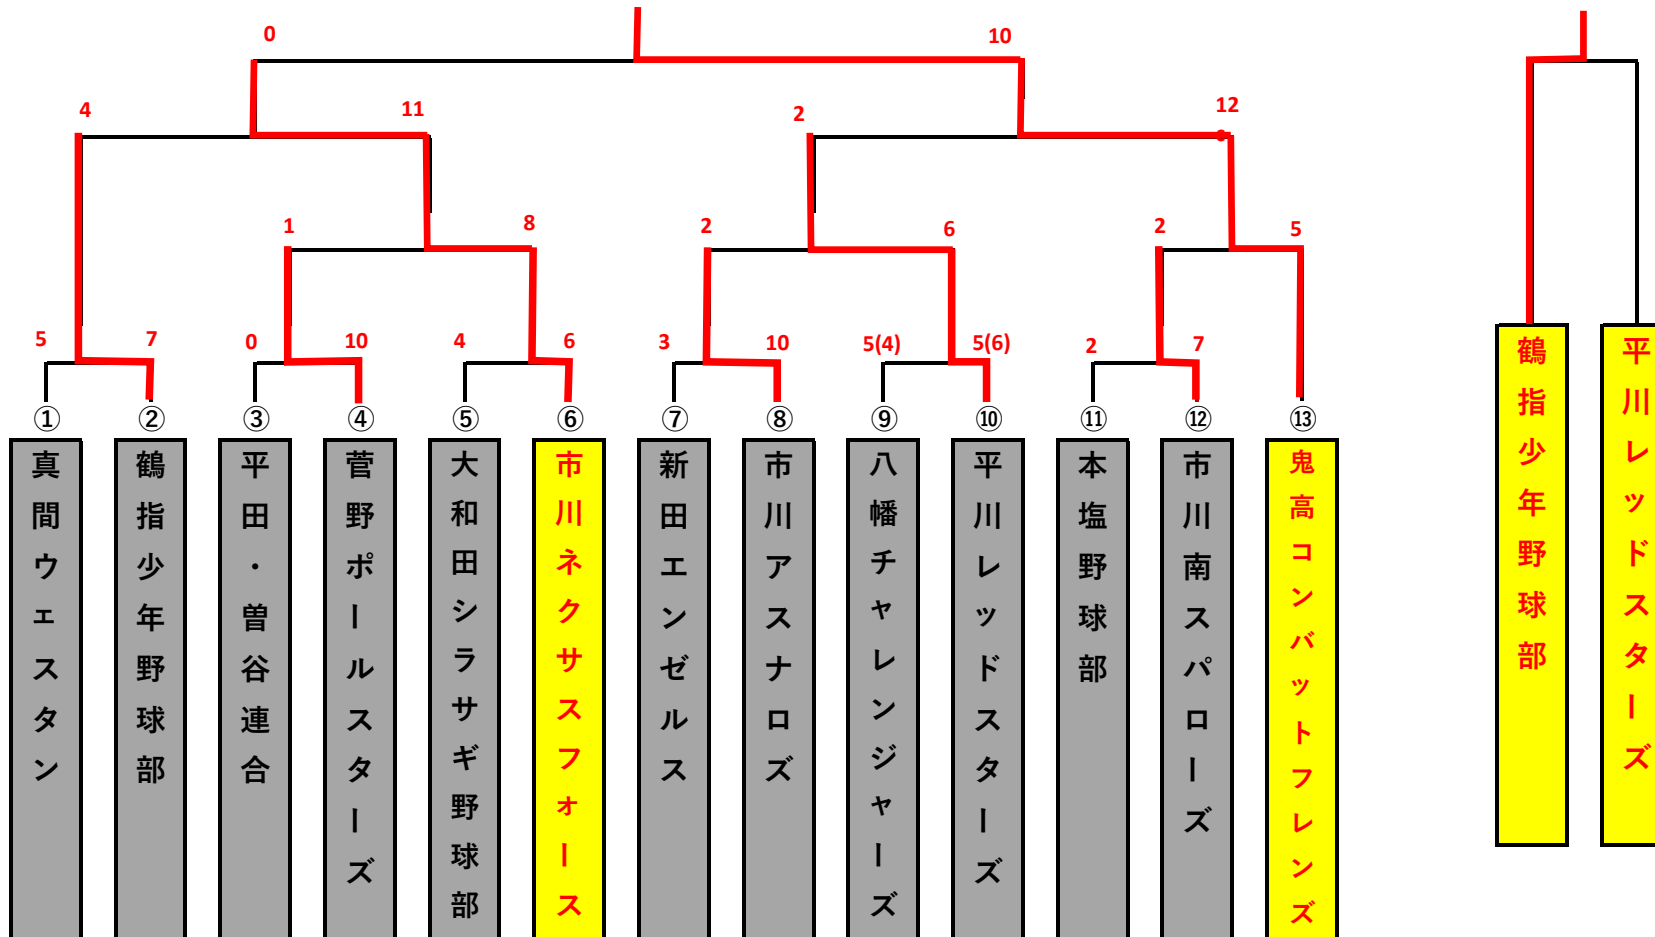 0
10
4
11
2
12
1
8
2
6
2
5
5
7
0
10
4
6
3
10
5(4)
5(6)
2
7
①
②
③
④
⑤
⑥
⑦
⑧
⑨
⑩
⑪
⑫
⑬
真間ウェスタン
鶴指少年野球部
平田・曽谷連合
菅野ポールスターズ
大和田シラサギ野球部
市川ネクサスフォース
新田エンゼルス
市川アスナロズ
八幡チャレンジャーズ
平川レッドスターズ
本塩野球部
市川南スパローズ
鬼高コンバットフレンズ
鶴指少年野球部
平川レッドスターズ